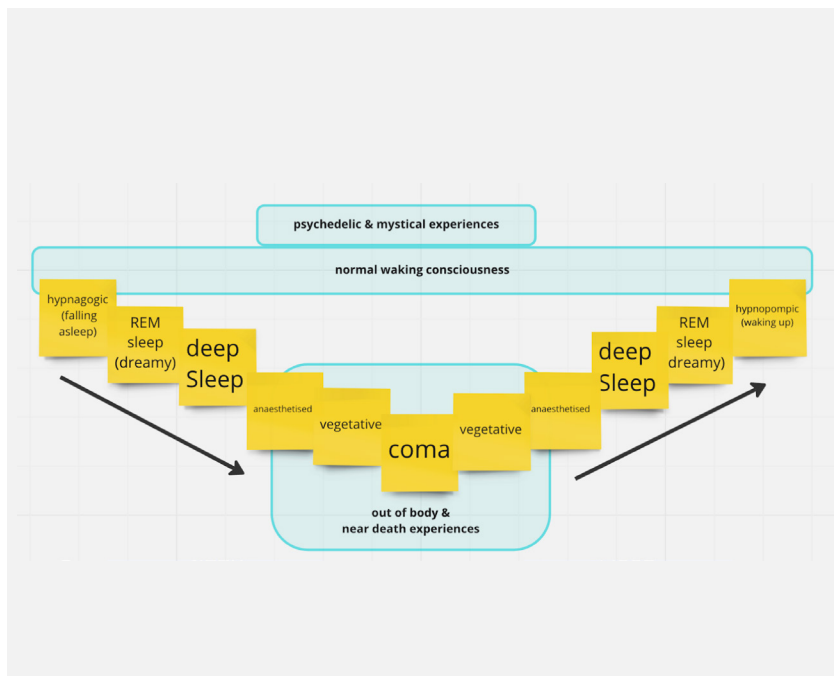 psychedelic & mystical experiences
normal waking consciousness
hypnagogic
(falling
asleep)
REM
sleep
(dreamy)
deep
Sleep
anaesthetised
vegetative
coma
vegetative
anaesthetised
deep
Sleep
REM
sleep
dreamy)
hypnopompic
(waking up)
out of body &
near death experiences